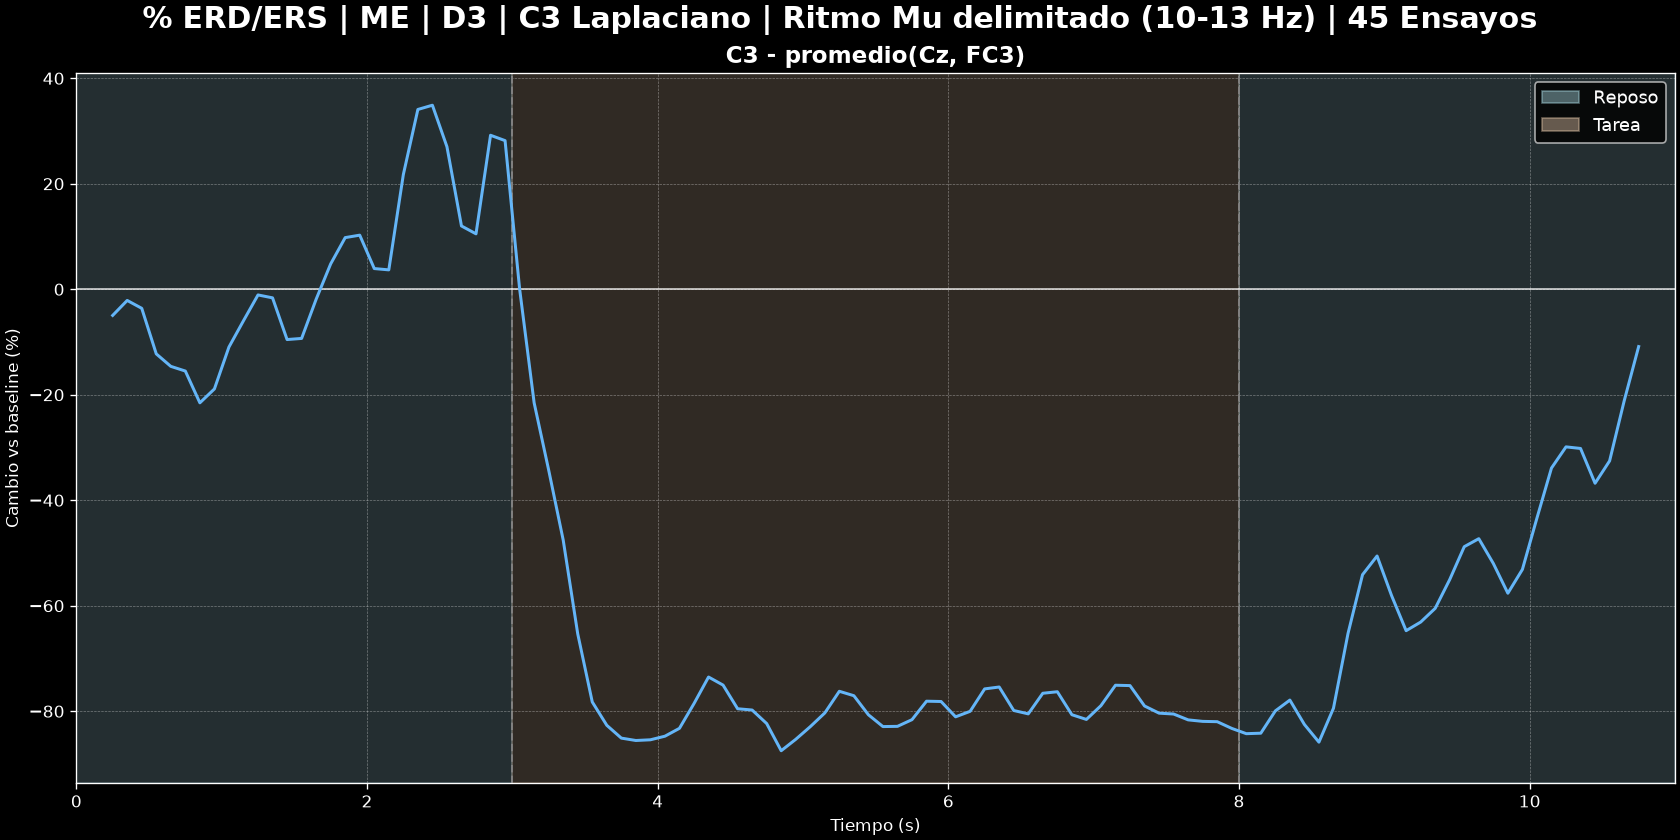 % ERD/ERS | ME | D3 | C3 Laplaciano | Ritmo Mu delimitado (10-13 Hz) | 45 Ensayos
C3 - promedio(Cz, FC3)
Reposo
Tarea
Cambio vs baseline (%)
40
20
0
−20
−40
−60
−80
0 2 4 6 8 10
Tiempo (s)